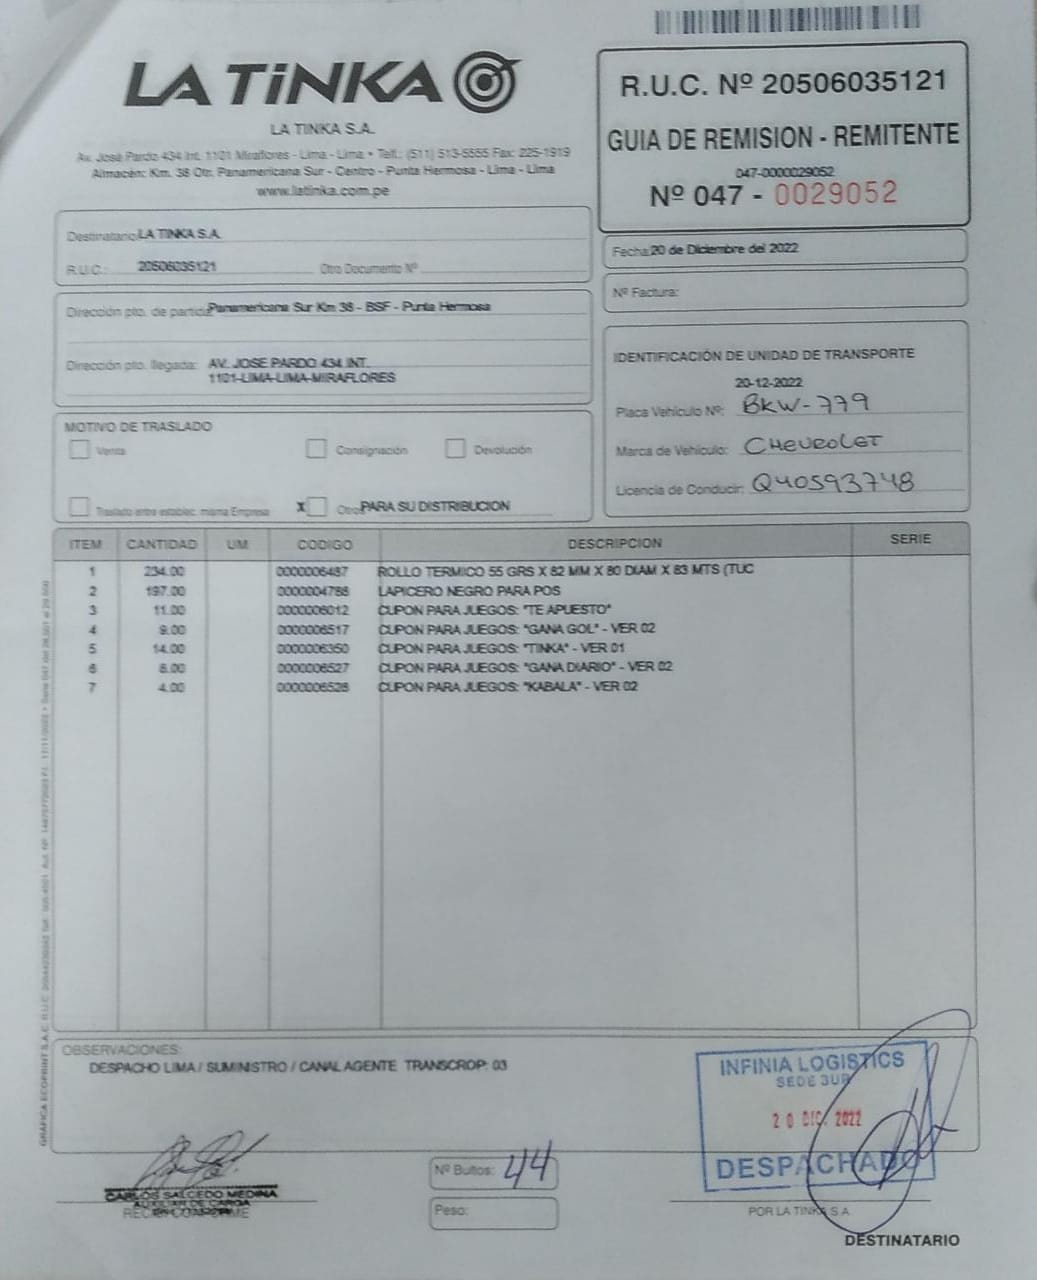 LA TiNKA
LA TINKA S.A.
Av. José Pardo 434 Int. 1101 Miraflores - Lima - Lima • Telf.: (511) 513-5555 Fax: 225-1919
Almacén: Km. 38 Otr. Panamericana Sur - Centro - Punta Hermosa - Lima - Lima
www.latinka.com.pe
R.U.C. Nº 20506035121
GUIA DE REMISION - REMITENTE
047-0000029052
Nº 047 - 0029052
Destinatario: LA TINKA S.A.
R.U.C.: 20506035121 Otro Documento Nº
Fecha: 20 de Diciembre del 2022
Nº Factura:
Dirección pto. de partida: Panamericana Sur Km 38 - BSF - Punta Hermosa
Dirección pto. llegada: AV. JOSE PARDO 434 INT.
1101-LIMA-LIMA-MIRAFLORES
IDENTIFICACIÓN DE UNIDAD DE TRANSPORTE
20-12-2022
Placa Vehículo Nº: BKW-779
Marca de Vehículo: CHEVROLET
Licencia de Conducir: Q40593748
MOTIVO DE TRASLADO
Venta Consignación Devolución
Traslado entre establec. misma Empresa X Otros PARA SU DISTRIBUCION
ITEM CANTIDAD UM CODIGO DESCRIPCION SERIE
1 234.00 0000006487 ROLLO TERMICO 55 GRS X 82 MM X 80 DIAM X 83 MTS (TUC
2 197.00 0000004788 LAPICERO NEGRO PARA POS
3 11.00 0000006012 CUPON PARA JUEGOS: "TE APUESTO"
4 9.00 0000006517 CUPON PARA JUEGOS: "GANA GOL" - VER 02
5 14.00 0000006350 CUPON PARA JUEGOS: "TINKA" - VER 01
6 8.00 0000006527 CUPON PARA JUEGOS: "GANA DIARIO" - VER 02
7 4.00 0000006526 CUPON PARA JUEGOS: "KABALA" - VER 02
OBSERVACIONES:
DESPACHO LIMA / SUMINISTRO / CANAL AGENTE TRANSCROP: 03
INFINIA LOGISTICS
SEDE SUR
20 DIC. 2022
DESPACHADO
CARLOS SALCEDO MEDINA
AUXILIAR DE CARGA
RECIBI CONFORME
Nº Bultos: 44
Peso:
POR LA TINKA S.A.
DESTINATARIO